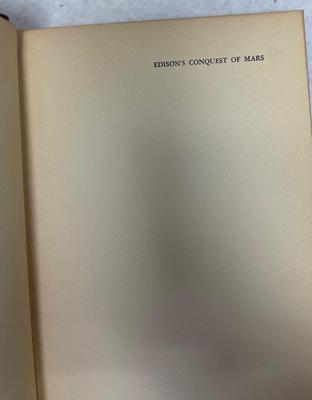 EDISON'S CONQUEST OF MARS